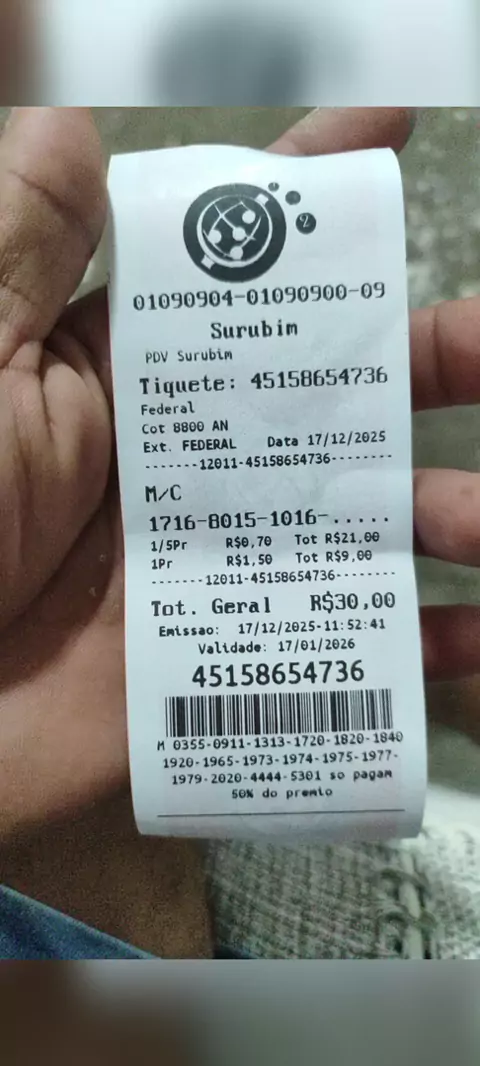 2
01090904-01090900-09
Surubim
PDV Surubim
Tiquete: 45158654736
Federal
Cot 8800 AN
Ext. FEDERAL Data 17/12/2025
-------12011-45158654736--------
M/C
1716-8015-1016-.....
1/5Pr R$0,70 Tot R$21,00
1Pr R$1,50 Tot R$9,00
-------12011-45158654736--------
Tot. Geral R$30,00
Emissao: 17/12/2025-11:52:41
Validade: 17/01/2026
45158654736
M 0355-0911-1313-1720-1820-1840
1920-1965-1973-1974-1975-1977-
1979-2020-4444-5301 so pagam
50% do premio